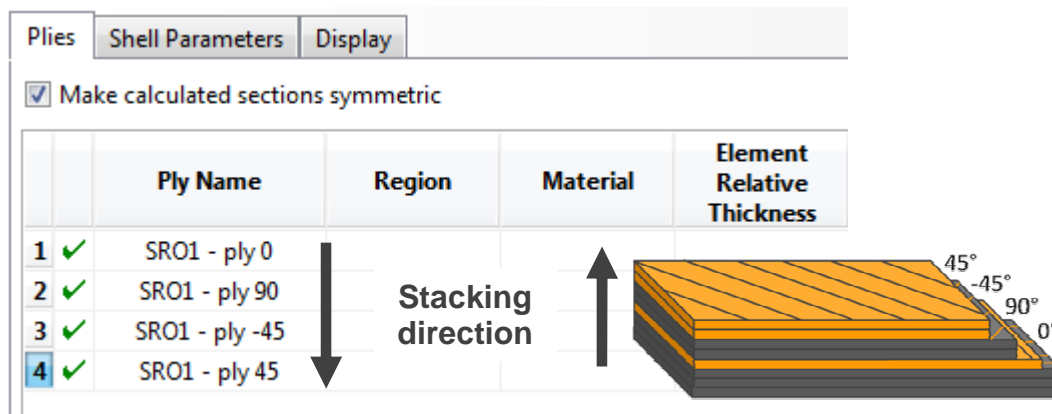 Plies Shell Parameters Display
Make calculated sections symmetric
Ply Name Region Material Element Relative Thickness
1 SRO1 - ply 0
2 SRO1 - ply 90
3 SRO1 - ply -45
4 SRO1 - ply 45
Stacking
direction
45°
-45°
90°
0°